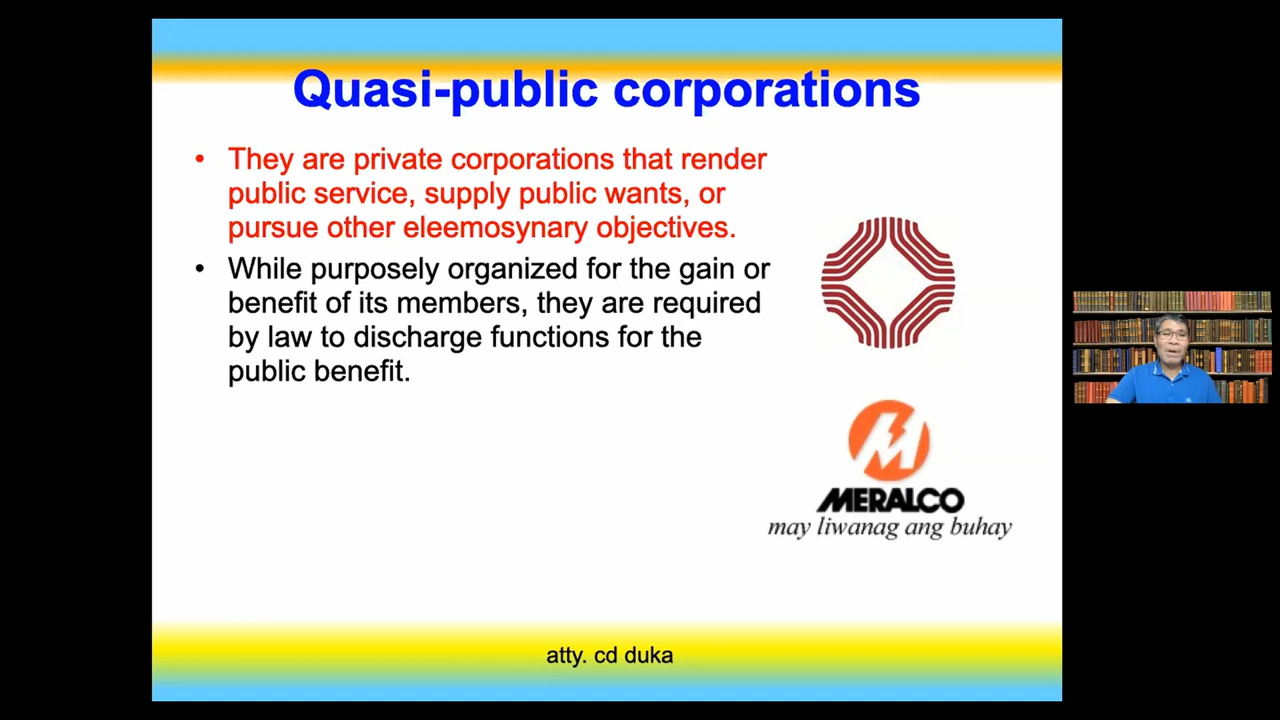 Quasi-public corporations
• They are private corporations that render
public service, supply public wants, or
pursue other eleemosynary objectives.
• While purposely organized for the gain or
benefit of its members, they are required
by law to discharge functions for the
public benefit.
M
MERALCO
may liwanag ang buhay
atty. cd duka